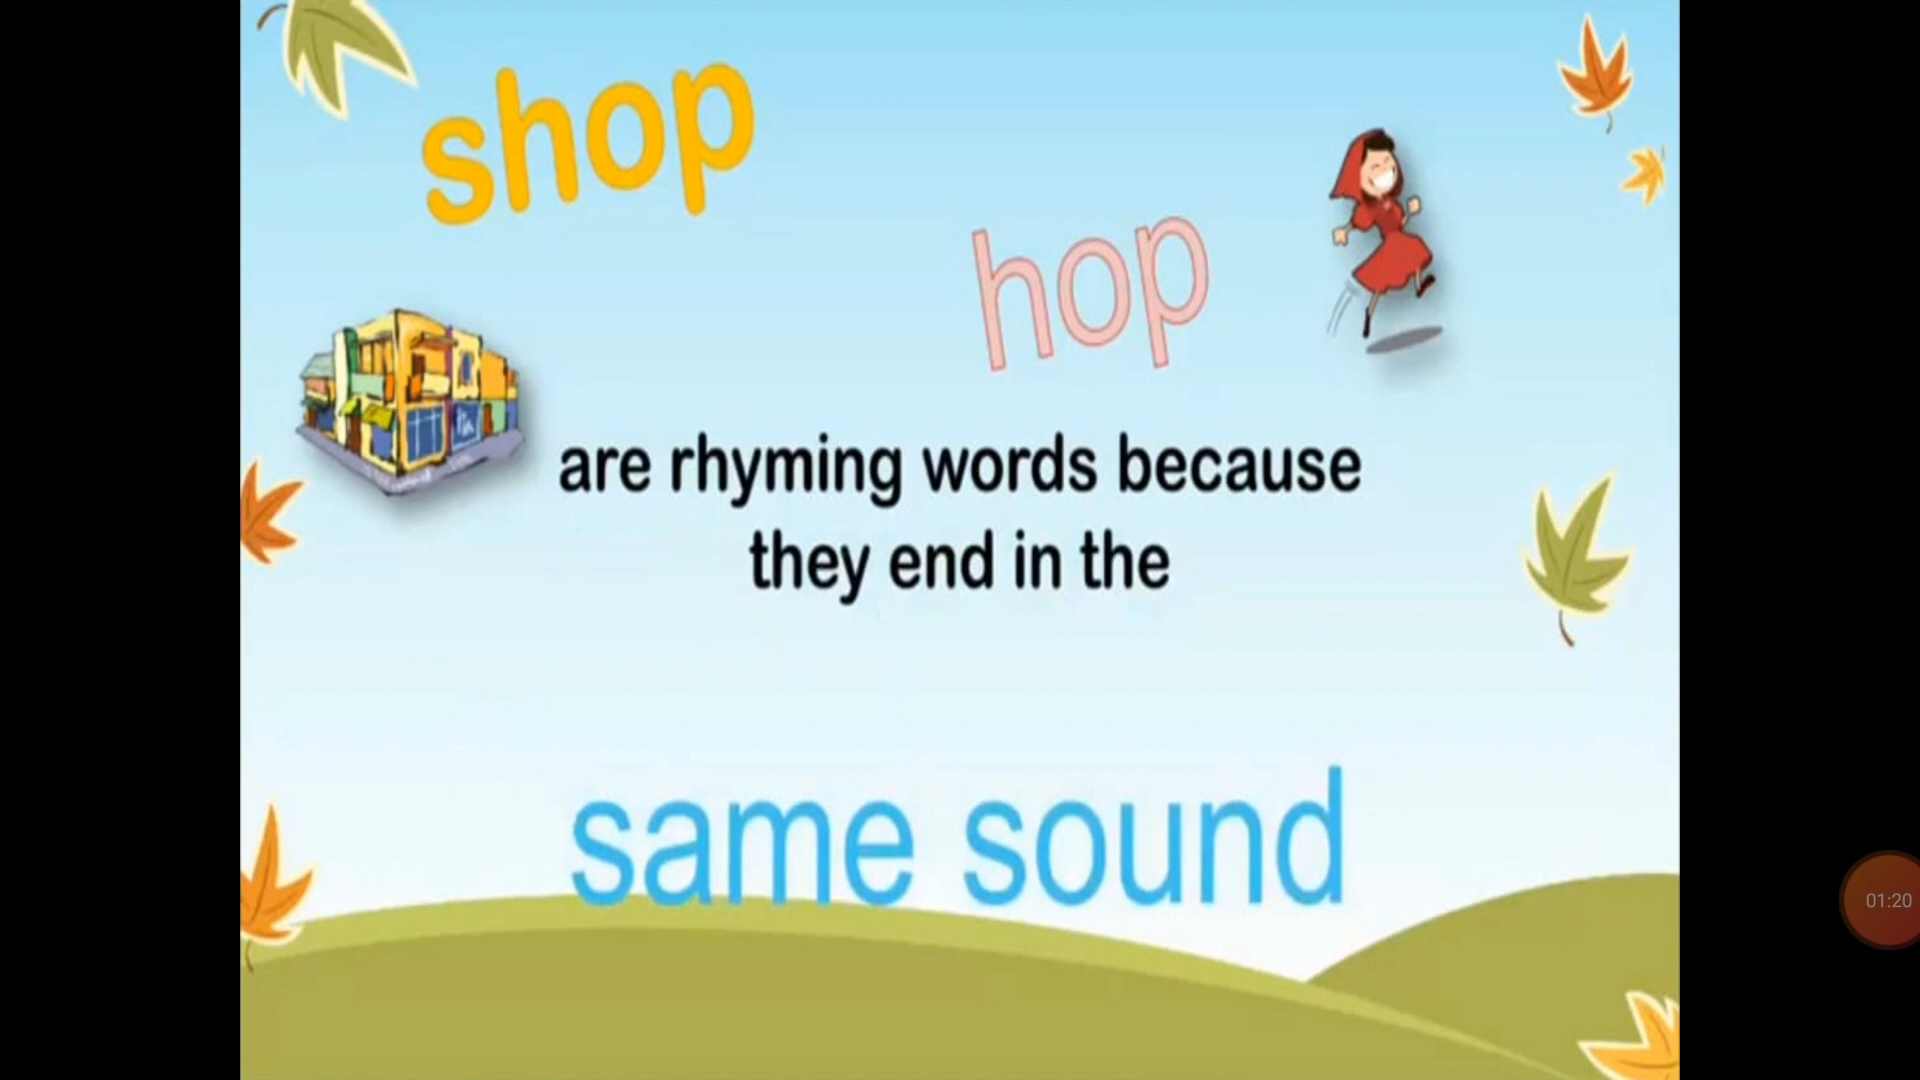 shop
hop
are rhyming words because
they end in the
same sound
01:20